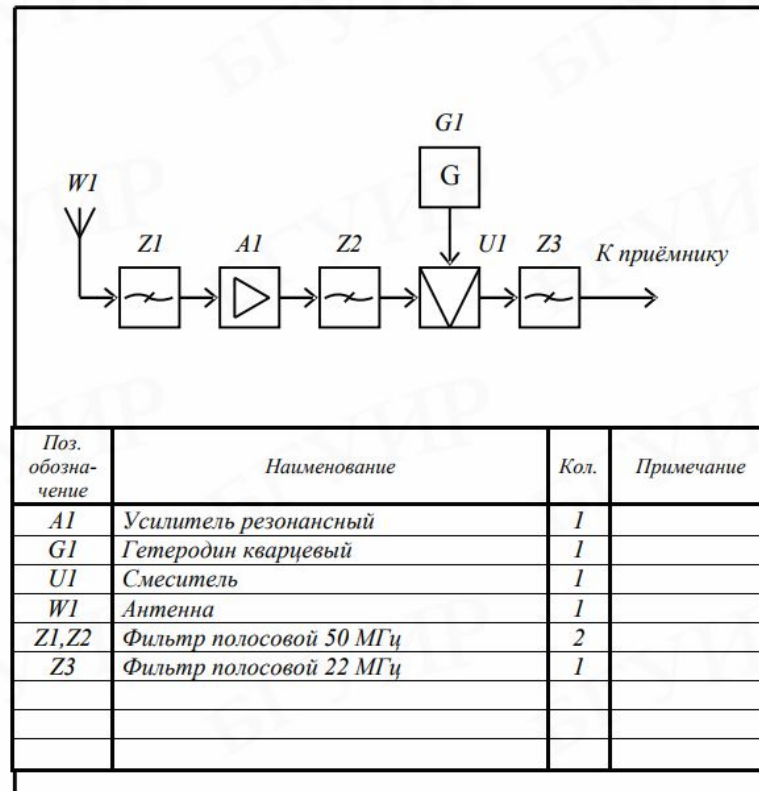 G1
G
W1
Z1 A1 Z2 U1 Z3 К приёмнику
Поз. обозна-чение Наименование Кол. Примечание
A1 Усилитель резонансный 1
G1 Гетеродин кварцевый 1
U1 Смеситель 1
W1 Антенна 1
Z1,Z2 Фильтр полосовой 50 МГц 2
Z3 Фильтр полосовой 22 МГц 1
БГУИР